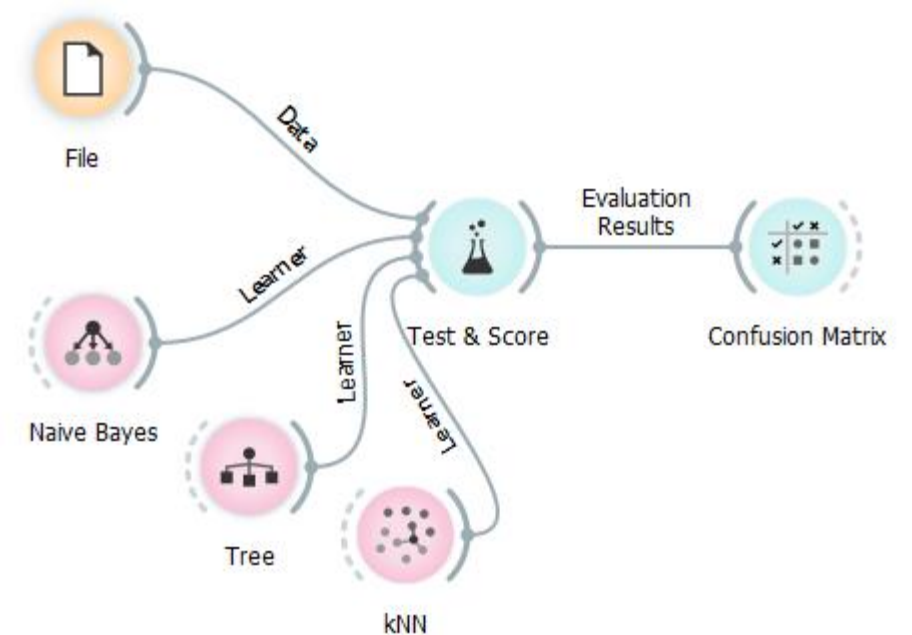 File
Data
Learner
Naive Bayes
Learner
Tree
Learner
kNN
Test & Score
Evaluation
Results
Confusion Matrix